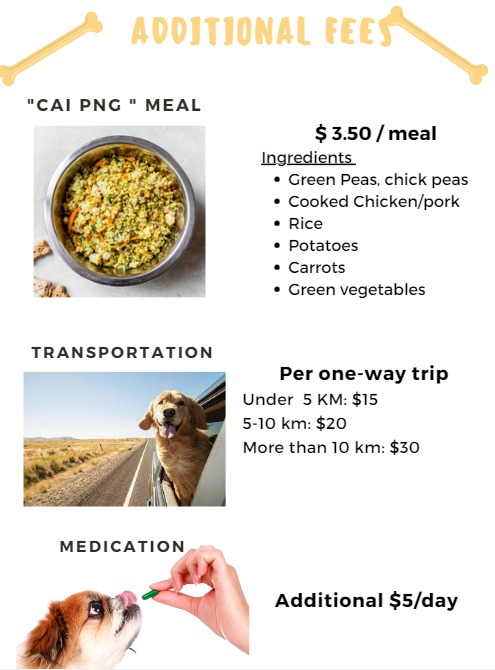 ADDITIONAL FEES
"CAI PNG " MEAL
$ 3.50 / meal
Ingredients
• Green Peas, chick peas
• Cooked Chicken/pork
• Rice
• Potatoes
• Carrots
• Green vegetables
TRANSPORTATION
Per one-way trip
Under 5 KM: $15
5-10 km: $20
More than 10 km: $30
MEDICATION
Additional $5/day